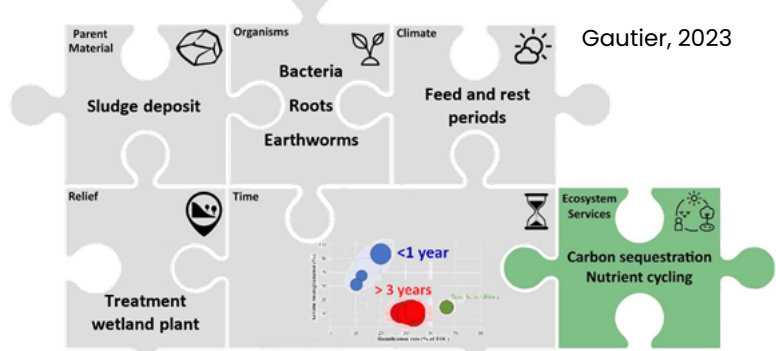 Gautier, 2023
Parent
Material
Sludge deposit
Organisms
Bacteria
Roots
Earthworms
Climate
Feed and rest
periods
Relief
Treatment
wetland plant
Time
<1 year
> 3 years
Ecosystem
Services
Carbon sequestration
Nutrient cycling